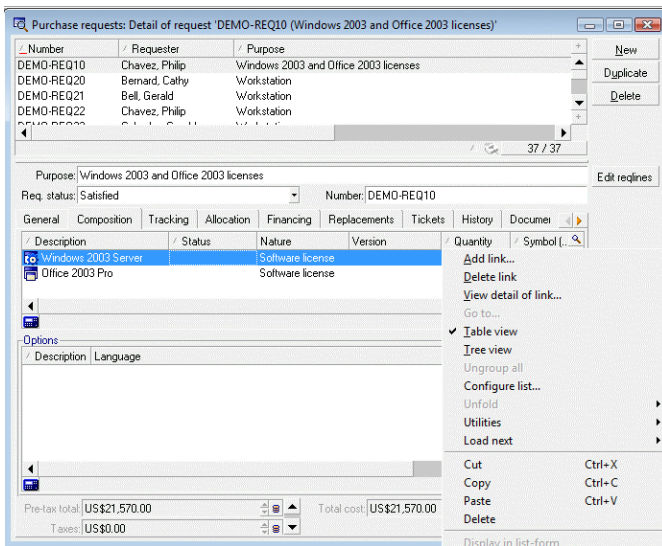 Purchase requests: Detail of request 'DEMO-REQ10 (Windows 2003 and Office 2003 licenses)'
Number Requester Purpose
DEMO-REQ10 Chavez, Philip Windows 2003 and Office 2003 licenses
DEMO-REQ20 Bernard, Cathy Workstation
DEMO-REQ21 Bell, Gerald Workstation
DEMO-REQ22 Chavez, Philip Workstation
37 / 37
New
Duplicate
Delete
Purpose: Windows 2003 and Office 2003 licenses
Edit reqlines
Req. status: Satisfied Number: DEMO-REQ10
General Composition Tracking Allocation Financing Replacements Tickets History Documer
Description Status Nature Version Quantity Symbol (..
Windows 2003 Server Software license
Office 2003 Pro Software license
Options
Description Language
Pre-tax total: US$21,570.00 Total cost: US$21,570.00
Taxes: US$0.00
Add link...
Delete link
View detail of link...
Go to...
Table view
Tree view
Ungroup all
Configure list...
Unfold
Utilities
Load next
Cut Ctrl+X
Copy Ctrl+C
Paste Ctrl+V
Delete
Display in list-form